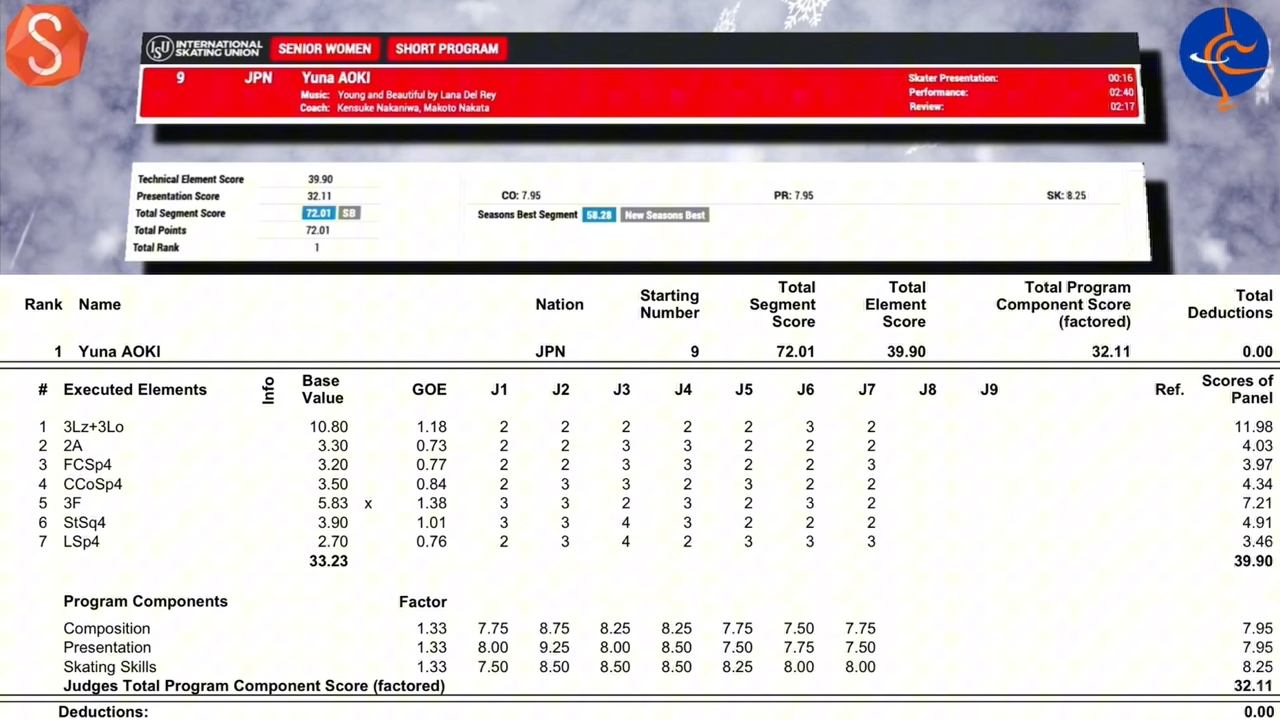 S
ISU INTERNATIONAL SKATING UNION SENIOR WOMEN SHORT PROGRAM
9 JPN Yuna AOKI
Music: Young and Beautiful by Lana Del Rey
Coach: Kensuke Nakaniwa, Makoto Nakata
Skater Presentation: 00:16
Performance: 02:40
Review: 02:17
Technical Element Score 39.90
Presentation Score 32.11
Total Segment Score 72.01 SB
Total Points 72.01
Total Rank 1
CO: 7.95 PR: 7.95 SK: 8.25
Seasons Best Segment 58.28 New Seasons Best
Rank Name Nation Starting Number Total Segment Score Total Element Score Total Program Component Score (factored) Total Deductions
1 Yuna AOKI JPN 9 72.01 39.90 32.11 0.00
# Executed Elements Info Base Value GOE J1 J2 J3 J4 J5 J6 J7 J8 J9 Ref. Scores of Panel
1 3Lz+3Lo 10.80 1.18 2 2 2 2 2 3 2 11.98
2 2A 3.30 0.73 2 2 3 3 2 2 2 4.03
3 FCSp4 3.20 0.77 2 2 3 3 2 2 3 3.97
4 CCoSp4 3.50 0.84 2 3 3 2 3 2 2 4.34
5 3F 5.83 x 1.38 3 3 2 3 2 3 2 7.21
6 StSq4 3.90 1.01 3 3 4 3 2 2 2 4.91
7 LSp4 2.70 0.76 2 3 4 2 3 3 3 3.46
33.23 39.90
Program Components Factor
Composition 1.33 7.75 8.75 8.25 8.25 7.75 7.50 7.75 7.95
Presentation 1.33 8.00 9.25 8.00 8.50 7.50 7.75 7.50 7.95
Skating Skills 1.33 7.50 8.50 8.50 8.50 8.25 8.00 8.00 8.25
Judges Total Program Component Score (factored) 32.11
Deductions: 0.00